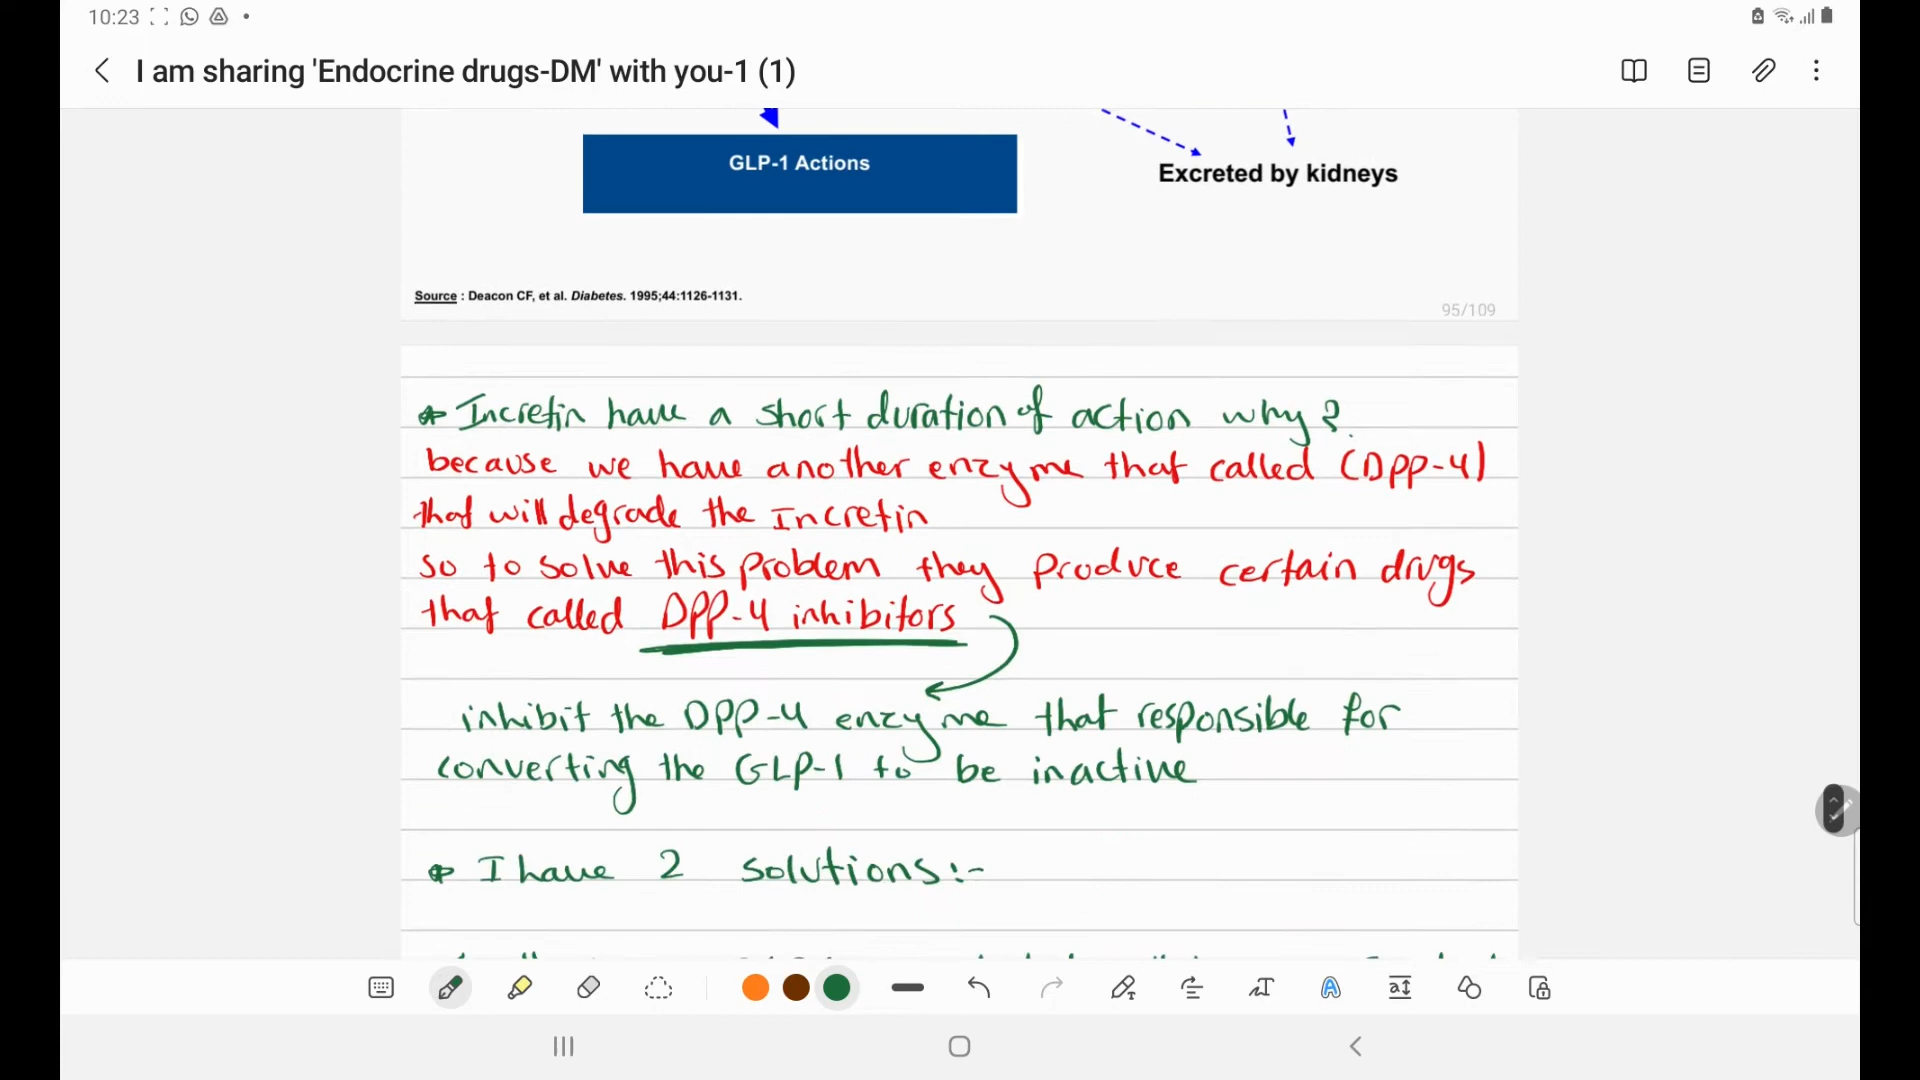 10:23
I am sharing 'Endocrine drugs-DM' with you-1 (1)
GLP-1 Actions
Excreted by kidneys
Source : Deacon CF, et al. Diabetes. 1995;44:1126-1131.
95/109
Incretin have a short duration of action why?
because we have another enzyme that called (DPP-4)
that will degrade the Incretin
so to solve this problem they produce certain drugs
that called DPP-4 inhibitors
inhibit the DPP-4 enzyme that responsible for
converting the GLP-1 to be inactive
I have 2 solutions:-